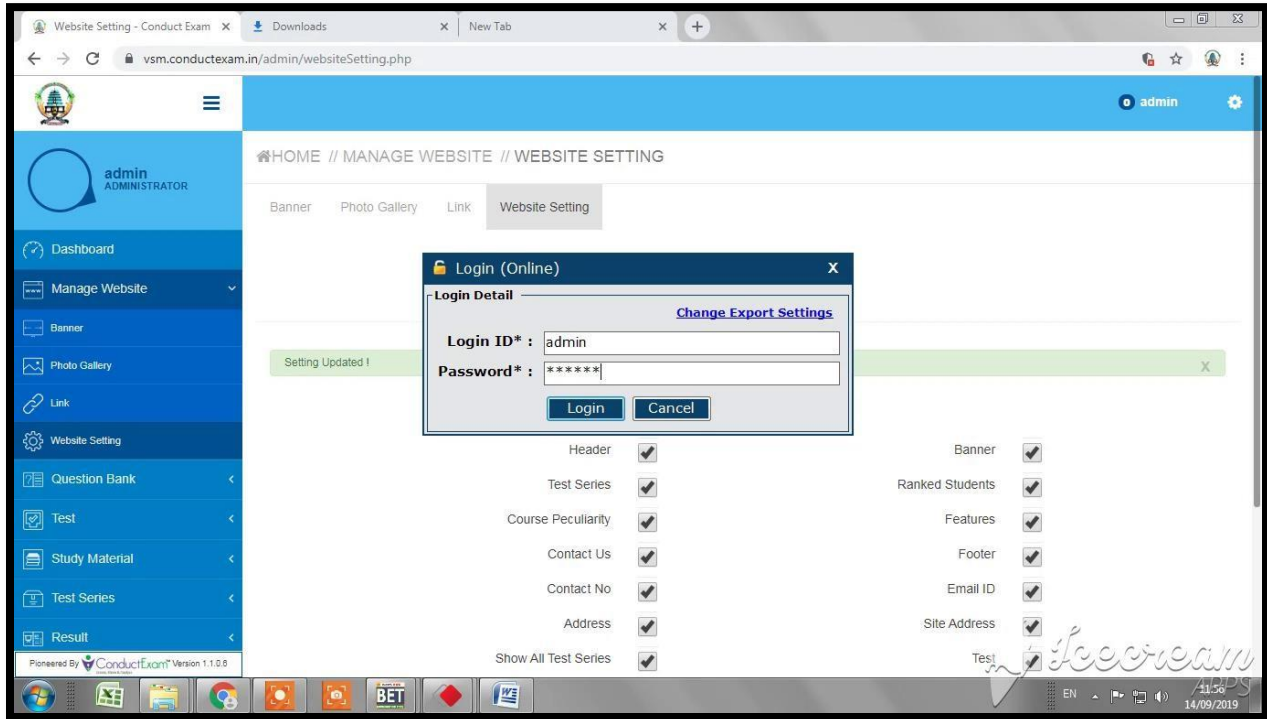 Website Setting - Conduct Exam X
Downloads X
New Tab X
vsm.conductexam.in/admin/websiteSetting.php
0 admin
admin
ADMINISTRATOR
HOME // MANAGE WEBSITE // WEBSITE SETTING
Banner Photo Gallery Link Website Setting
Dashboard
Manage Website
Banner
Photo Gallery
Link
Website Setting
Question Bank
Test
Study Material
Test Series
Result
Pioneered By ConductExam Version 1.1.0.8
Login (Online) X
Login Detail
Change Export Settings
Login ID* : admin
Password* : ******
Login Cancel
Setting Updated ! X
Header Banner
Test Series Ranked Students
Course Peculiarity Features
Contact Us Footer
Contact No Email ID
Address Site Address
Show All Test Series Test
Icecream
APPS
BET
EN
11:56
14/09/2019